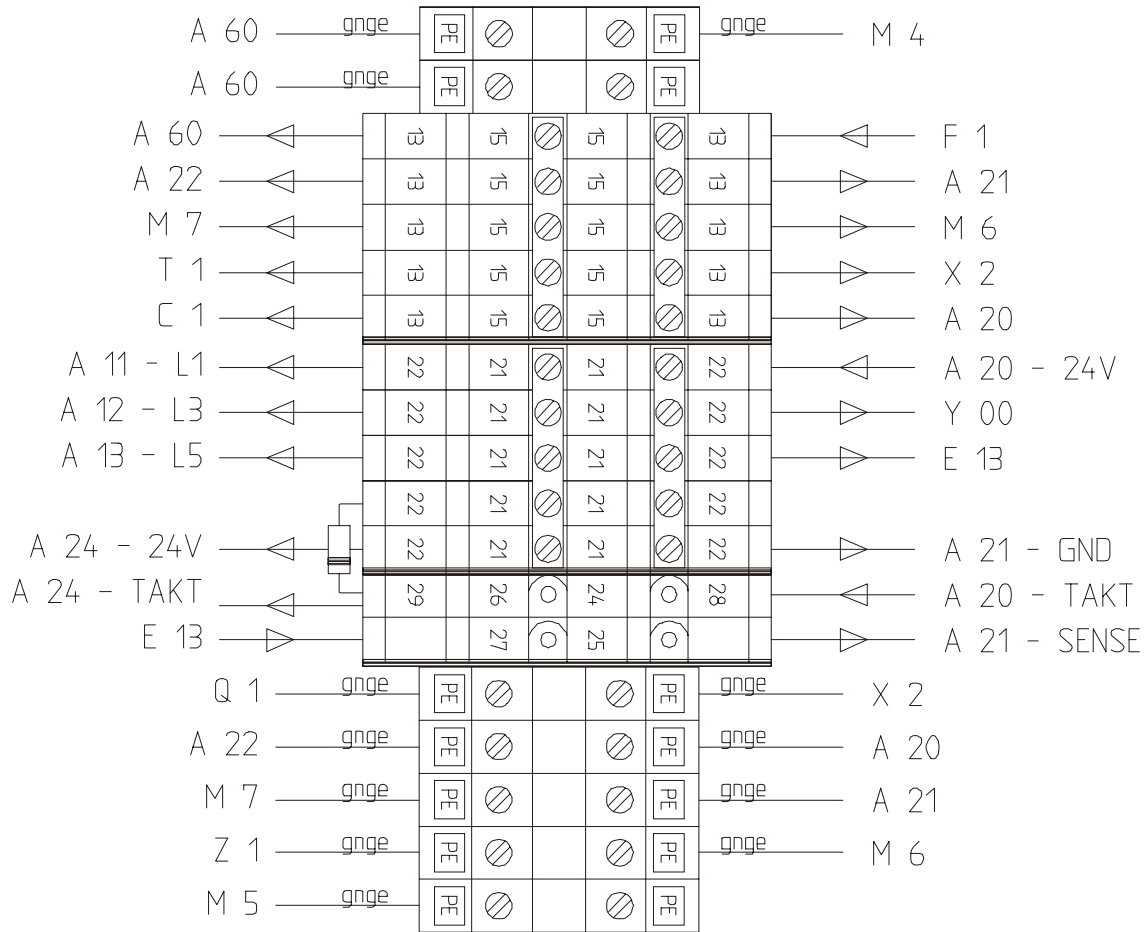 A 60 gnge PE PE gnge M 4
A 60 gnge PE PE
A 60 13 15 15 13 F 1
A 22 13 15 15 13 A 21
M 7 13 15 15 13 M 6
T 1 13 15 15 13 X 2
C 1 13 15 15 13 A 20
A 11 - L1 22 21 21 22 A 20 - 24V
A 12 - L3 22 21 21 22 Y 00
A 13 - L5 22 21 21 22 E 13
22 21 21 22
A 24 - 24V 22 21 21 22 A 21 - GND
A 24 - TAKT 29 26 24 28 A 20 - TAKT
E 13 27 25 A 21 - SENSE
Q 1 gnge PE PE gnge X 2
A 22 gnge PE PE gnge A 20
M 7 gnge PE PE gnge A 21
Z 1 gnge PE PE gnge M 6
M 5 gnge PE PE